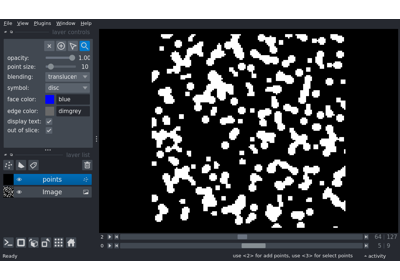 File View Plugins Window Help
layer controls
opacity: 1.00
point size: 10
blending: translucen
symbol: disc
face color: blue
edge color: dimgrey
display text:
out of slice:
layer list
points
Image
2 64 127
0 5 9
Ready use <2> for add points, use <3> for select points activity